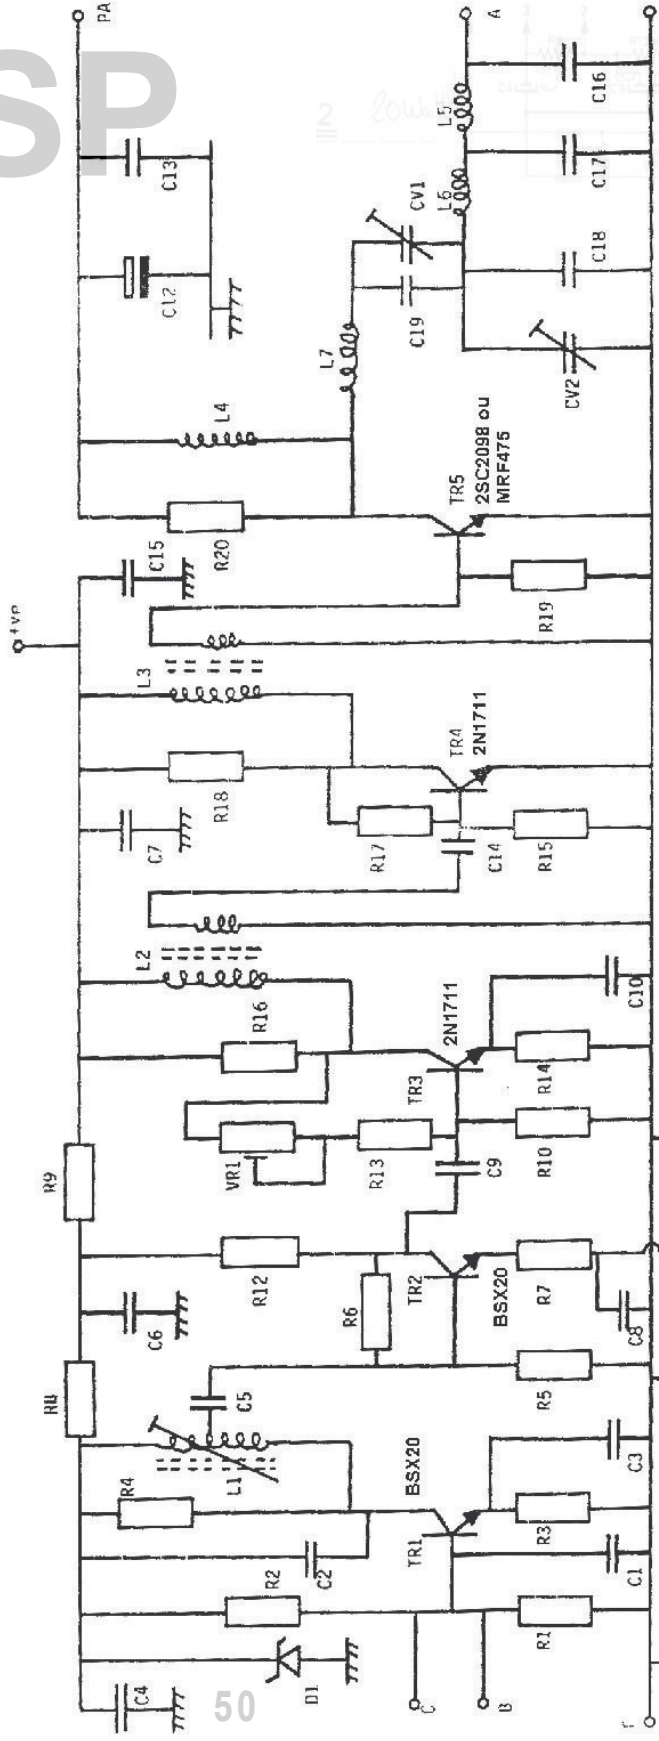 SP
50
PA
A
+ve
C13
C12
C16
C17
C18
L5
L6
CV1
C19
CV2
L7
L4
R20
C15
TR5
2SC2098 ou
MRF475
R19
L3
R18
C7
TR4
2N1711
R17
C14
R15
L2
R16
2N1711
TR3
VR1
R13
C9
R10
R14
C10
R9
R12
C6
R6
TR2
BSX20
R7
C8
R5
C5
L1
R4
BSX20
TR1
C2
R2
R3
C3
C1
R1
C4
D1
C
B
2 20Watt